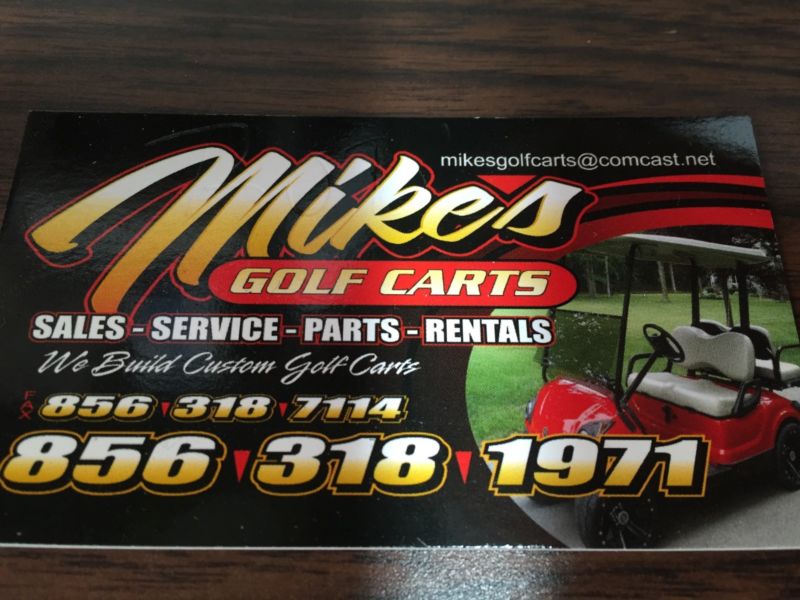 mikesgolfcarts@comcast.net
Mike's
GOLF CARTS
SALES - SERVICE - PARTS - RENTALS
We Build Custom Golf Carts
FAX 856 318 7114
856 318 1971